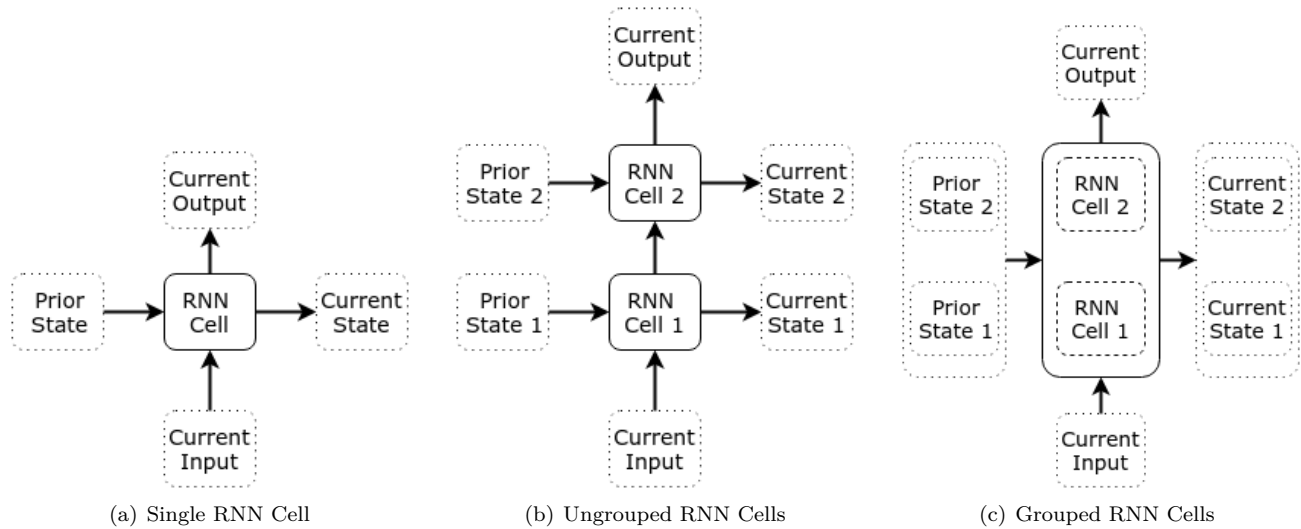 Current
Output
Prior
State
RNN
Cell
Current
State
Current
Input
(a) Single RNN Cell
Current
Output
Prior
State 2
RNN
Cell 2
Current
State 2
Prior
State 1
RNN
Cell 1
Current
State 1
Current
Input
(b) Ungrouped RNN Cells
Current
Output
Prior
State 2
RNN
Cell 2
Current
State 2
Prior
State 1
RNN
Cell 1
Current
State 1
Current
Input
(c) Grouped RNN Cells